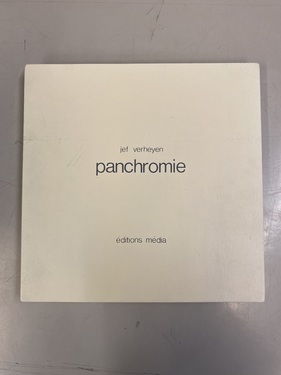 jef verheyen
panchromie
éditions média